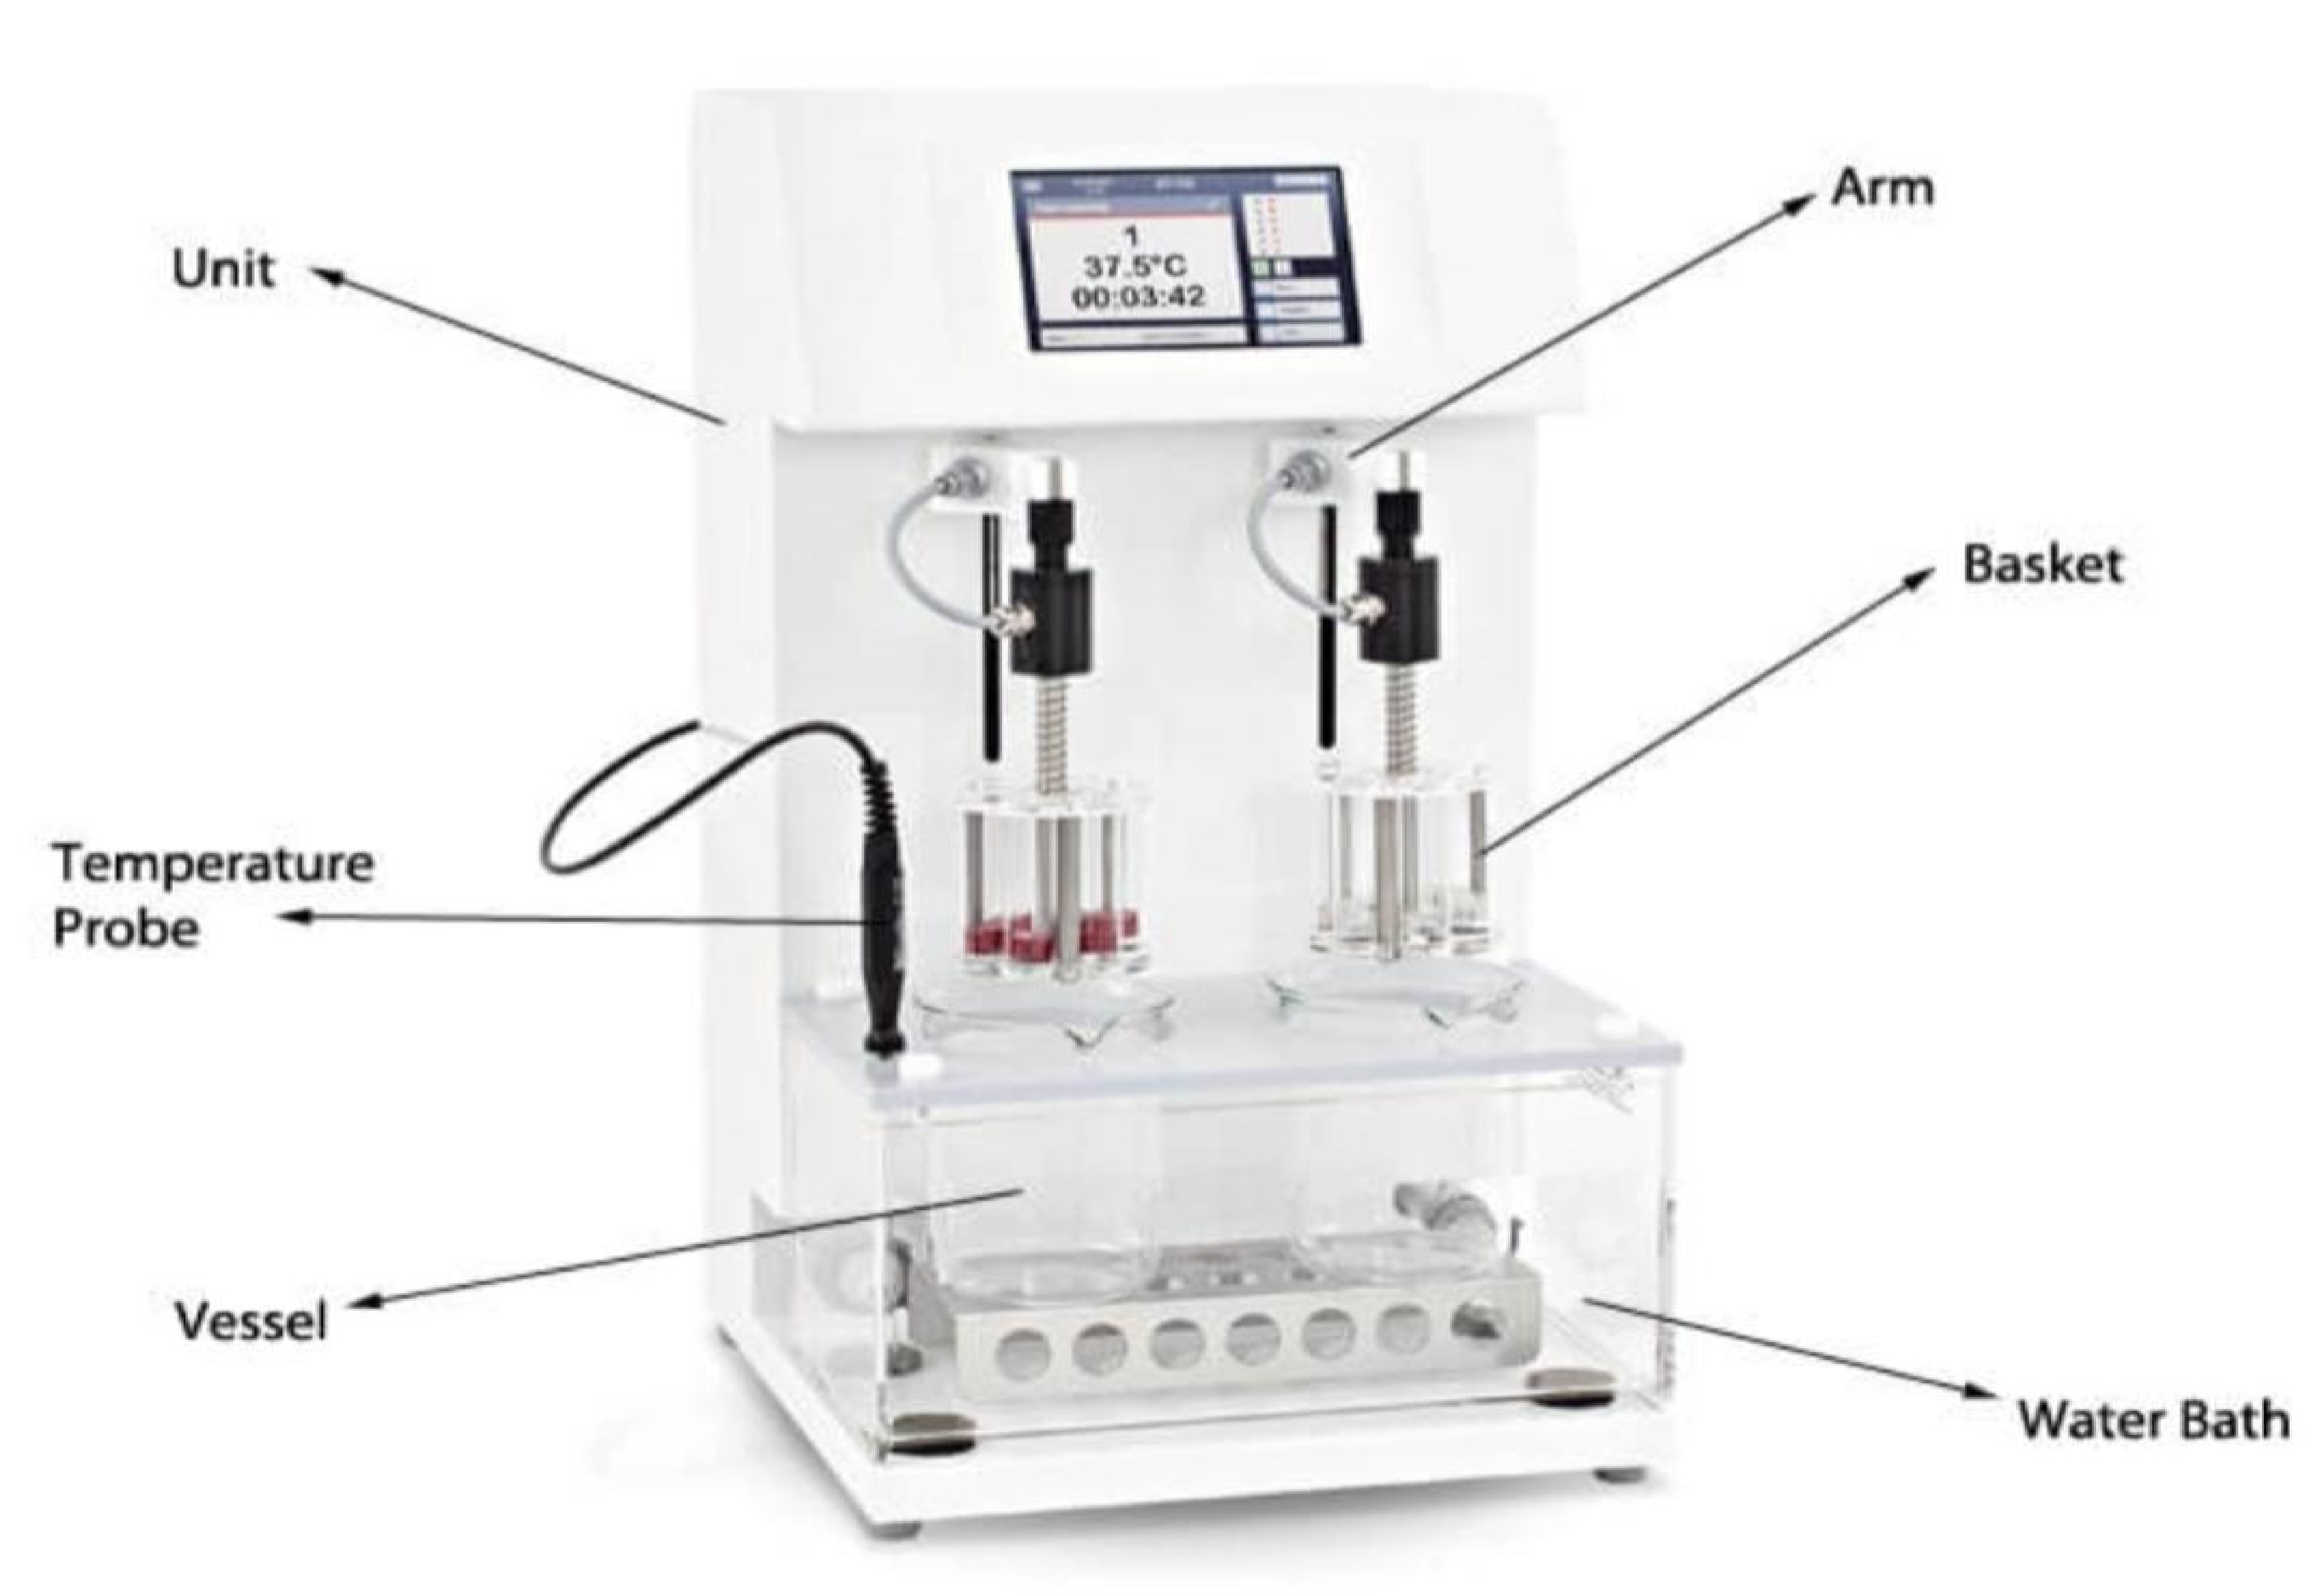 Arm
Unit
1
37.5°C
00:03:42
Basket
Temperature
Probe
Vessel
Water Bath